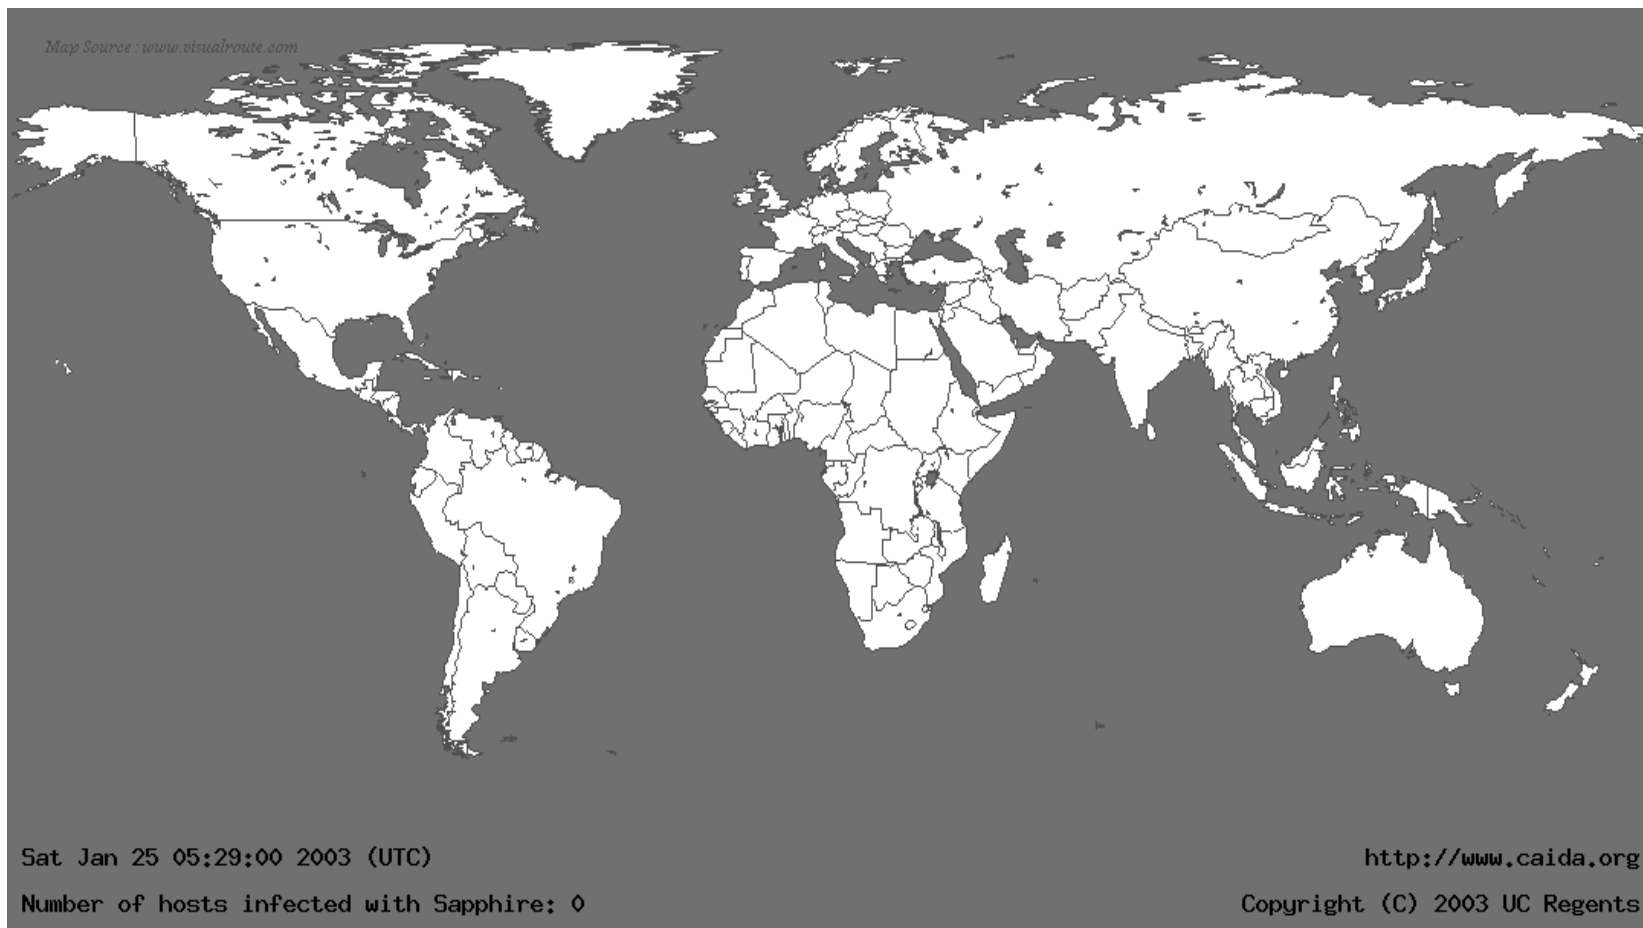 Map Source : www.visualroute.com
Sat Jan 25 05:29:00 2003 (UTC)
http://www.caida.org
Number of hosts infected with Sapphire: 0
Copyright (C) 2003 UC Regents